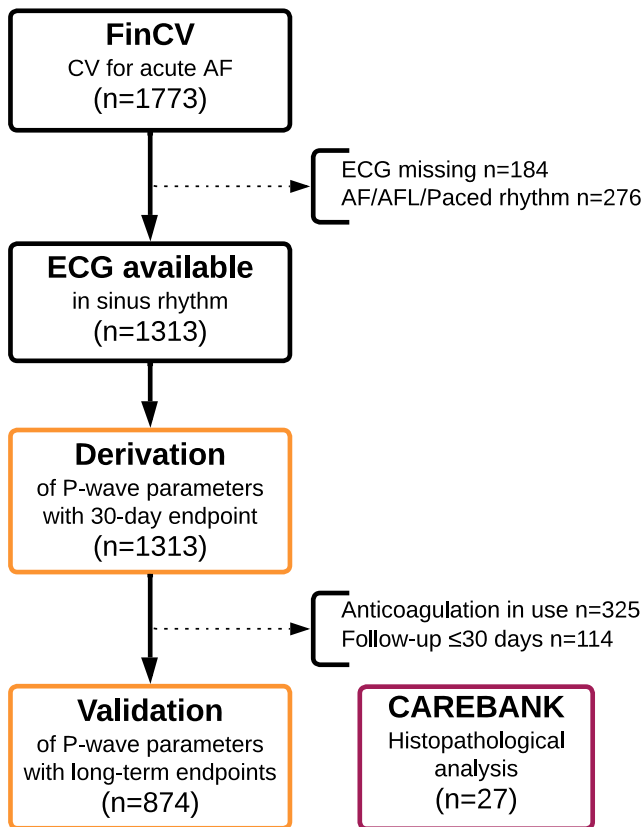 FinCV
CV for acute AF
(n=1773)
ECG missing n=184
AF/AFL/Paced rhythm n=276
ECG available
in sinus rhythm
(n=1313)
Derivation
of P-wave parameters
with 30-day endpoint
(n=1313)
Anticoagulation in use n=325
Follow-up ≤30 days n=114
Validation
of P-wave parameters
with long-term endpoints
(n=874)
CAREBANK
Histopathological
analysis
(n=27)